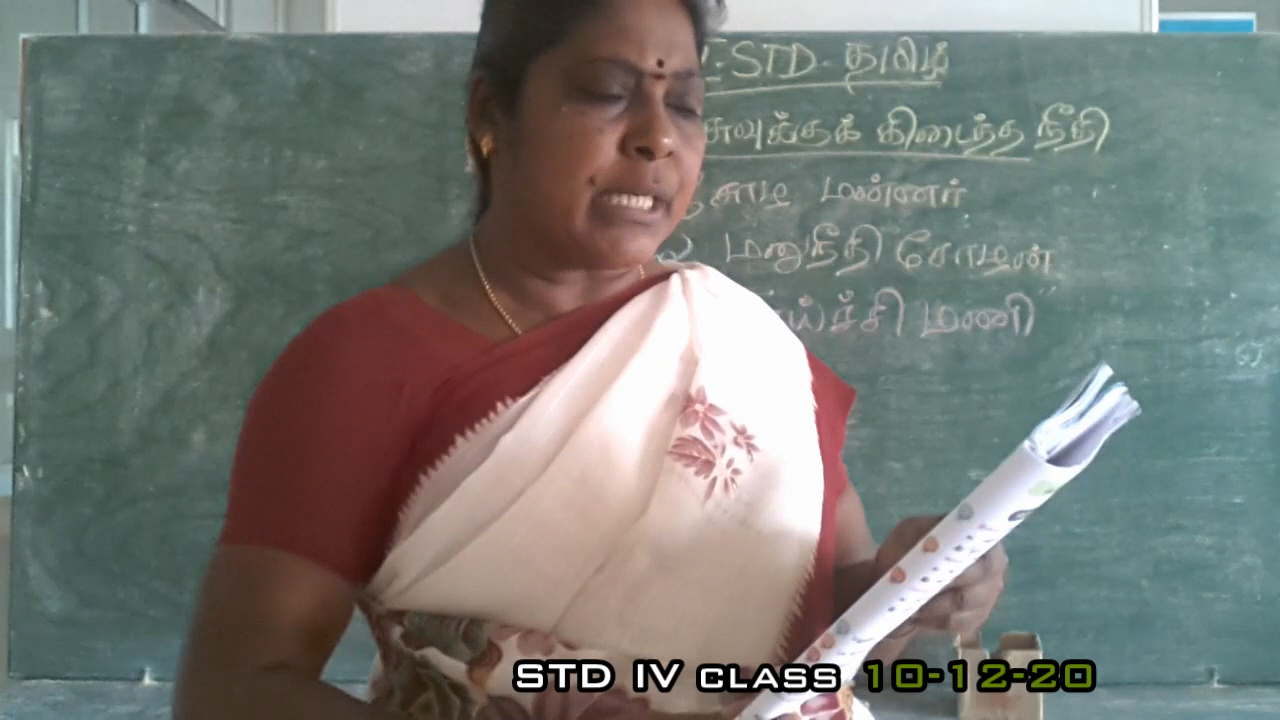 STD - தமிழ்
கிடைத்த நீதி
சாடி மன்னர்
மனுநீதி சோழன்
மணி
STD IV CLASS 10-12-20